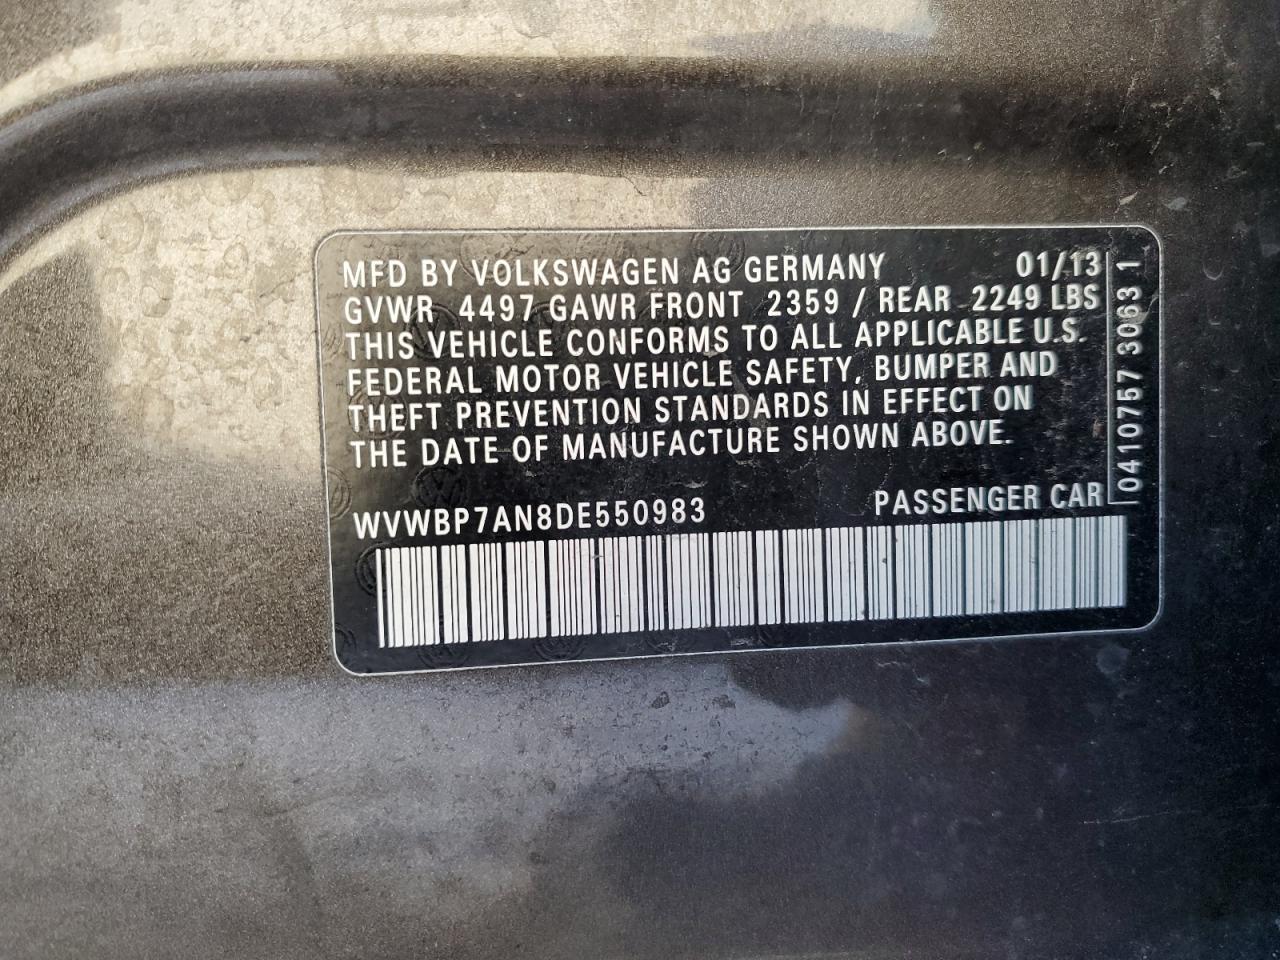 MFD BY VOLKSWAGEN AG GERMANY 01/13
GVWR 4497 GAWR FRONT 2359 / REAR 2249 LBS
THIS VEHICLE CONFORMS TO ALL APPLICABLE U.S.
FEDERAL MOTOR VEHICLE SAFETY, BUMPER AND
THEFT PREVENTION STANDARDS IN EFFECT ON
THE DATE OF MANUFACTURE SHOWN ABOVE.
WVWBP7AN8DE550983 PASSENGER CAR
0410757 3063 1